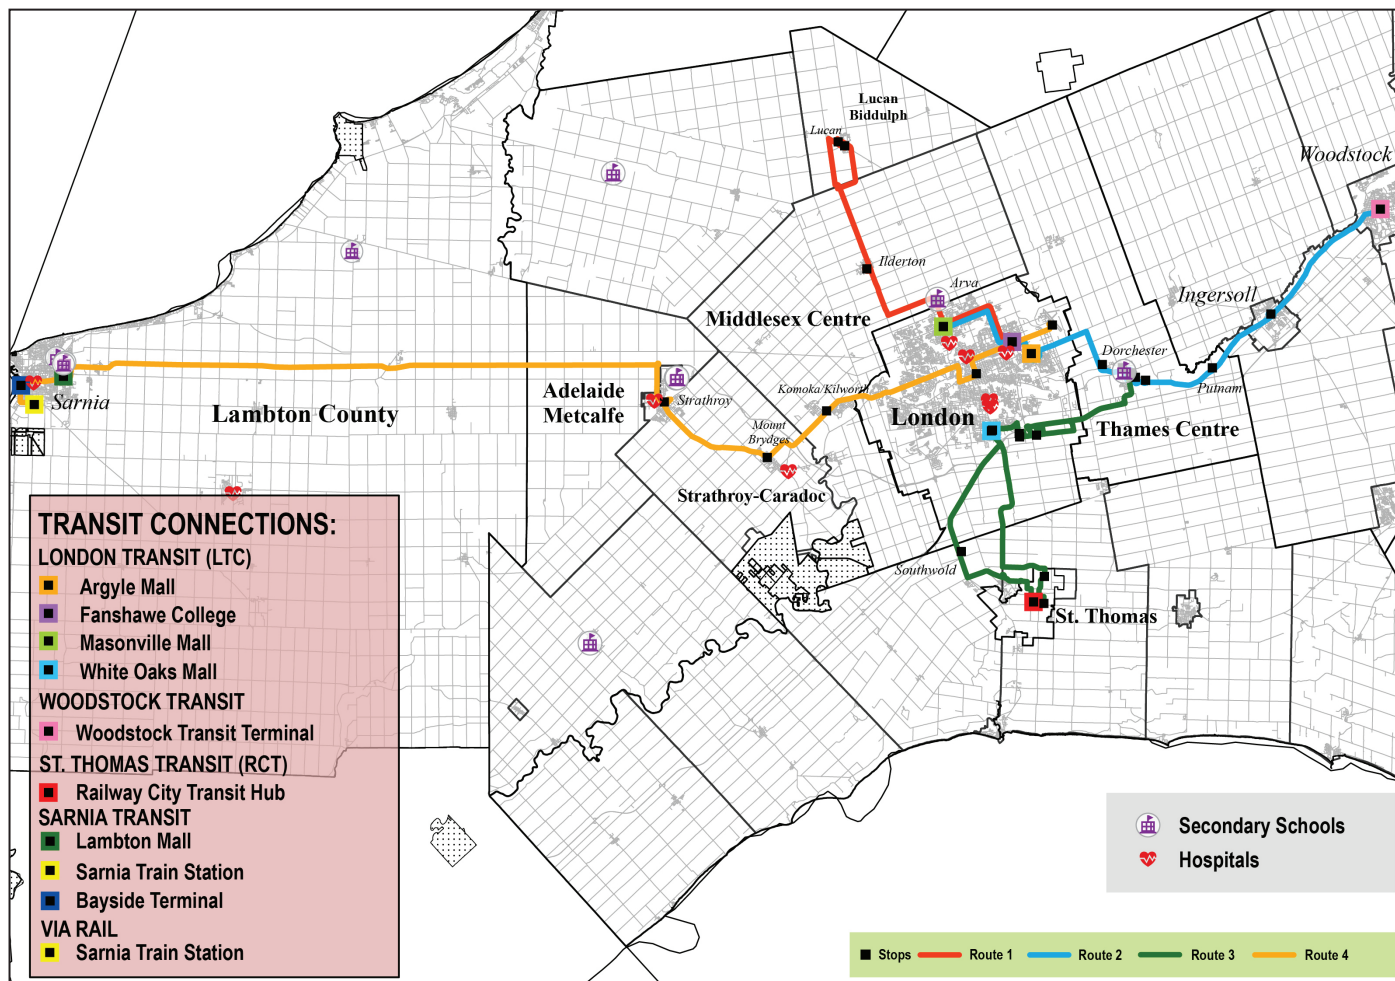 Lucan
Biddulph
Lucan
Woodstock
Ilderton
Arva
Ingersoll
Middlesex Centre
Dorchester
Putnam
Sarnia
Lambton County
Adelaide
Metcalfe
Strathroy
Komoka/Kilworth
Mount
Brydges
London
Thames Centre
Strathroy-Caradoc
Southwold
St. Thomas
TRANSIT CONNECTIONS:
LONDON TRANSIT (LTC)
Argyle Mall
Fanshawe College
Masonville Mall
White Oaks Mall
WOODSTOCK TRANSIT
Woodstock Transit Terminal
ST. THOMAS TRANSIT (RCT)
Railway City Transit Hub
SARNIA TRANSIT
Lambton Mall
Sarnia Train Station
Bayside Terminal
VIA RAIL
Sarnia Train Station
Secondary Schools
Hospitals
Stops Route 1 Route 2 Route 3 Route 4